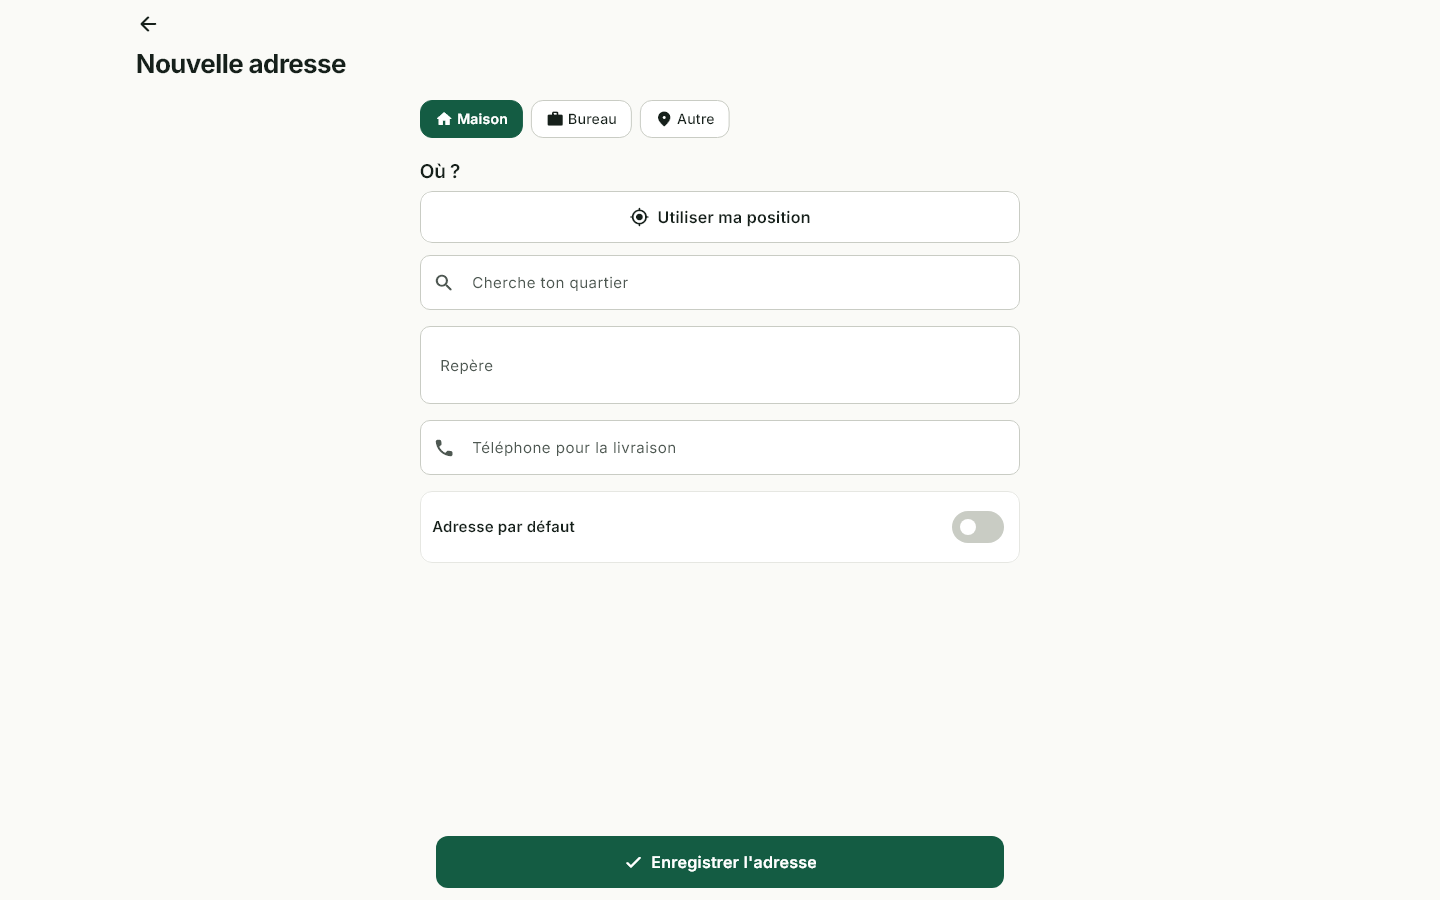 Nouvelle adresse
Maison
Bureau
Autre
Où ?
Utiliser ma position
Cherche ton quartier
Repère
Téléphone pour la livraison
Adresse par défaut
Enregistrer l'adresse